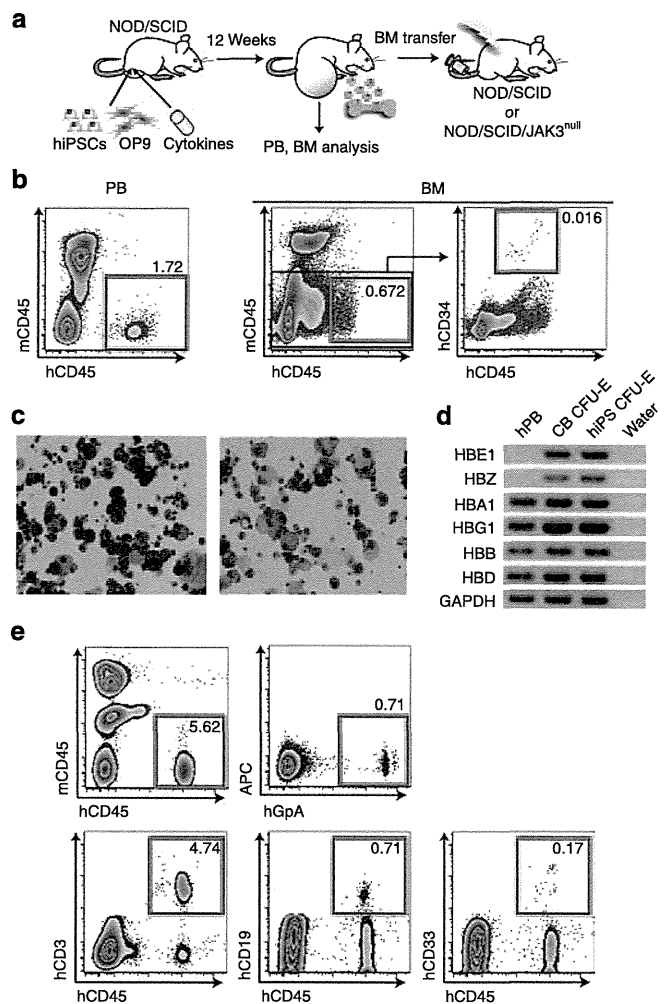 a
NOD/SCID
12 Weeks
BM transfer
hiPSCs OP9 Cytokines
PB, BM analysis
NOD/SCID
or
NOD/SCID/JAK3null
b
PB
BM
1.72
0.672
0.016
mCD45
hCD45
mCD45
hCD45
hCD34
hCD45
c
d
hPB
CB CFU-E
hiPS CFU-E
Water
HBE1
HBZ
HBA1
HBG1
HBB
HBD
GAPDH
e
5.62
0.71
mCD45
hCD45
APC
hGpA
4.74
0.71
0.17
hCD3
hCD45
hCD19
hCD45
hCD33
hCD45